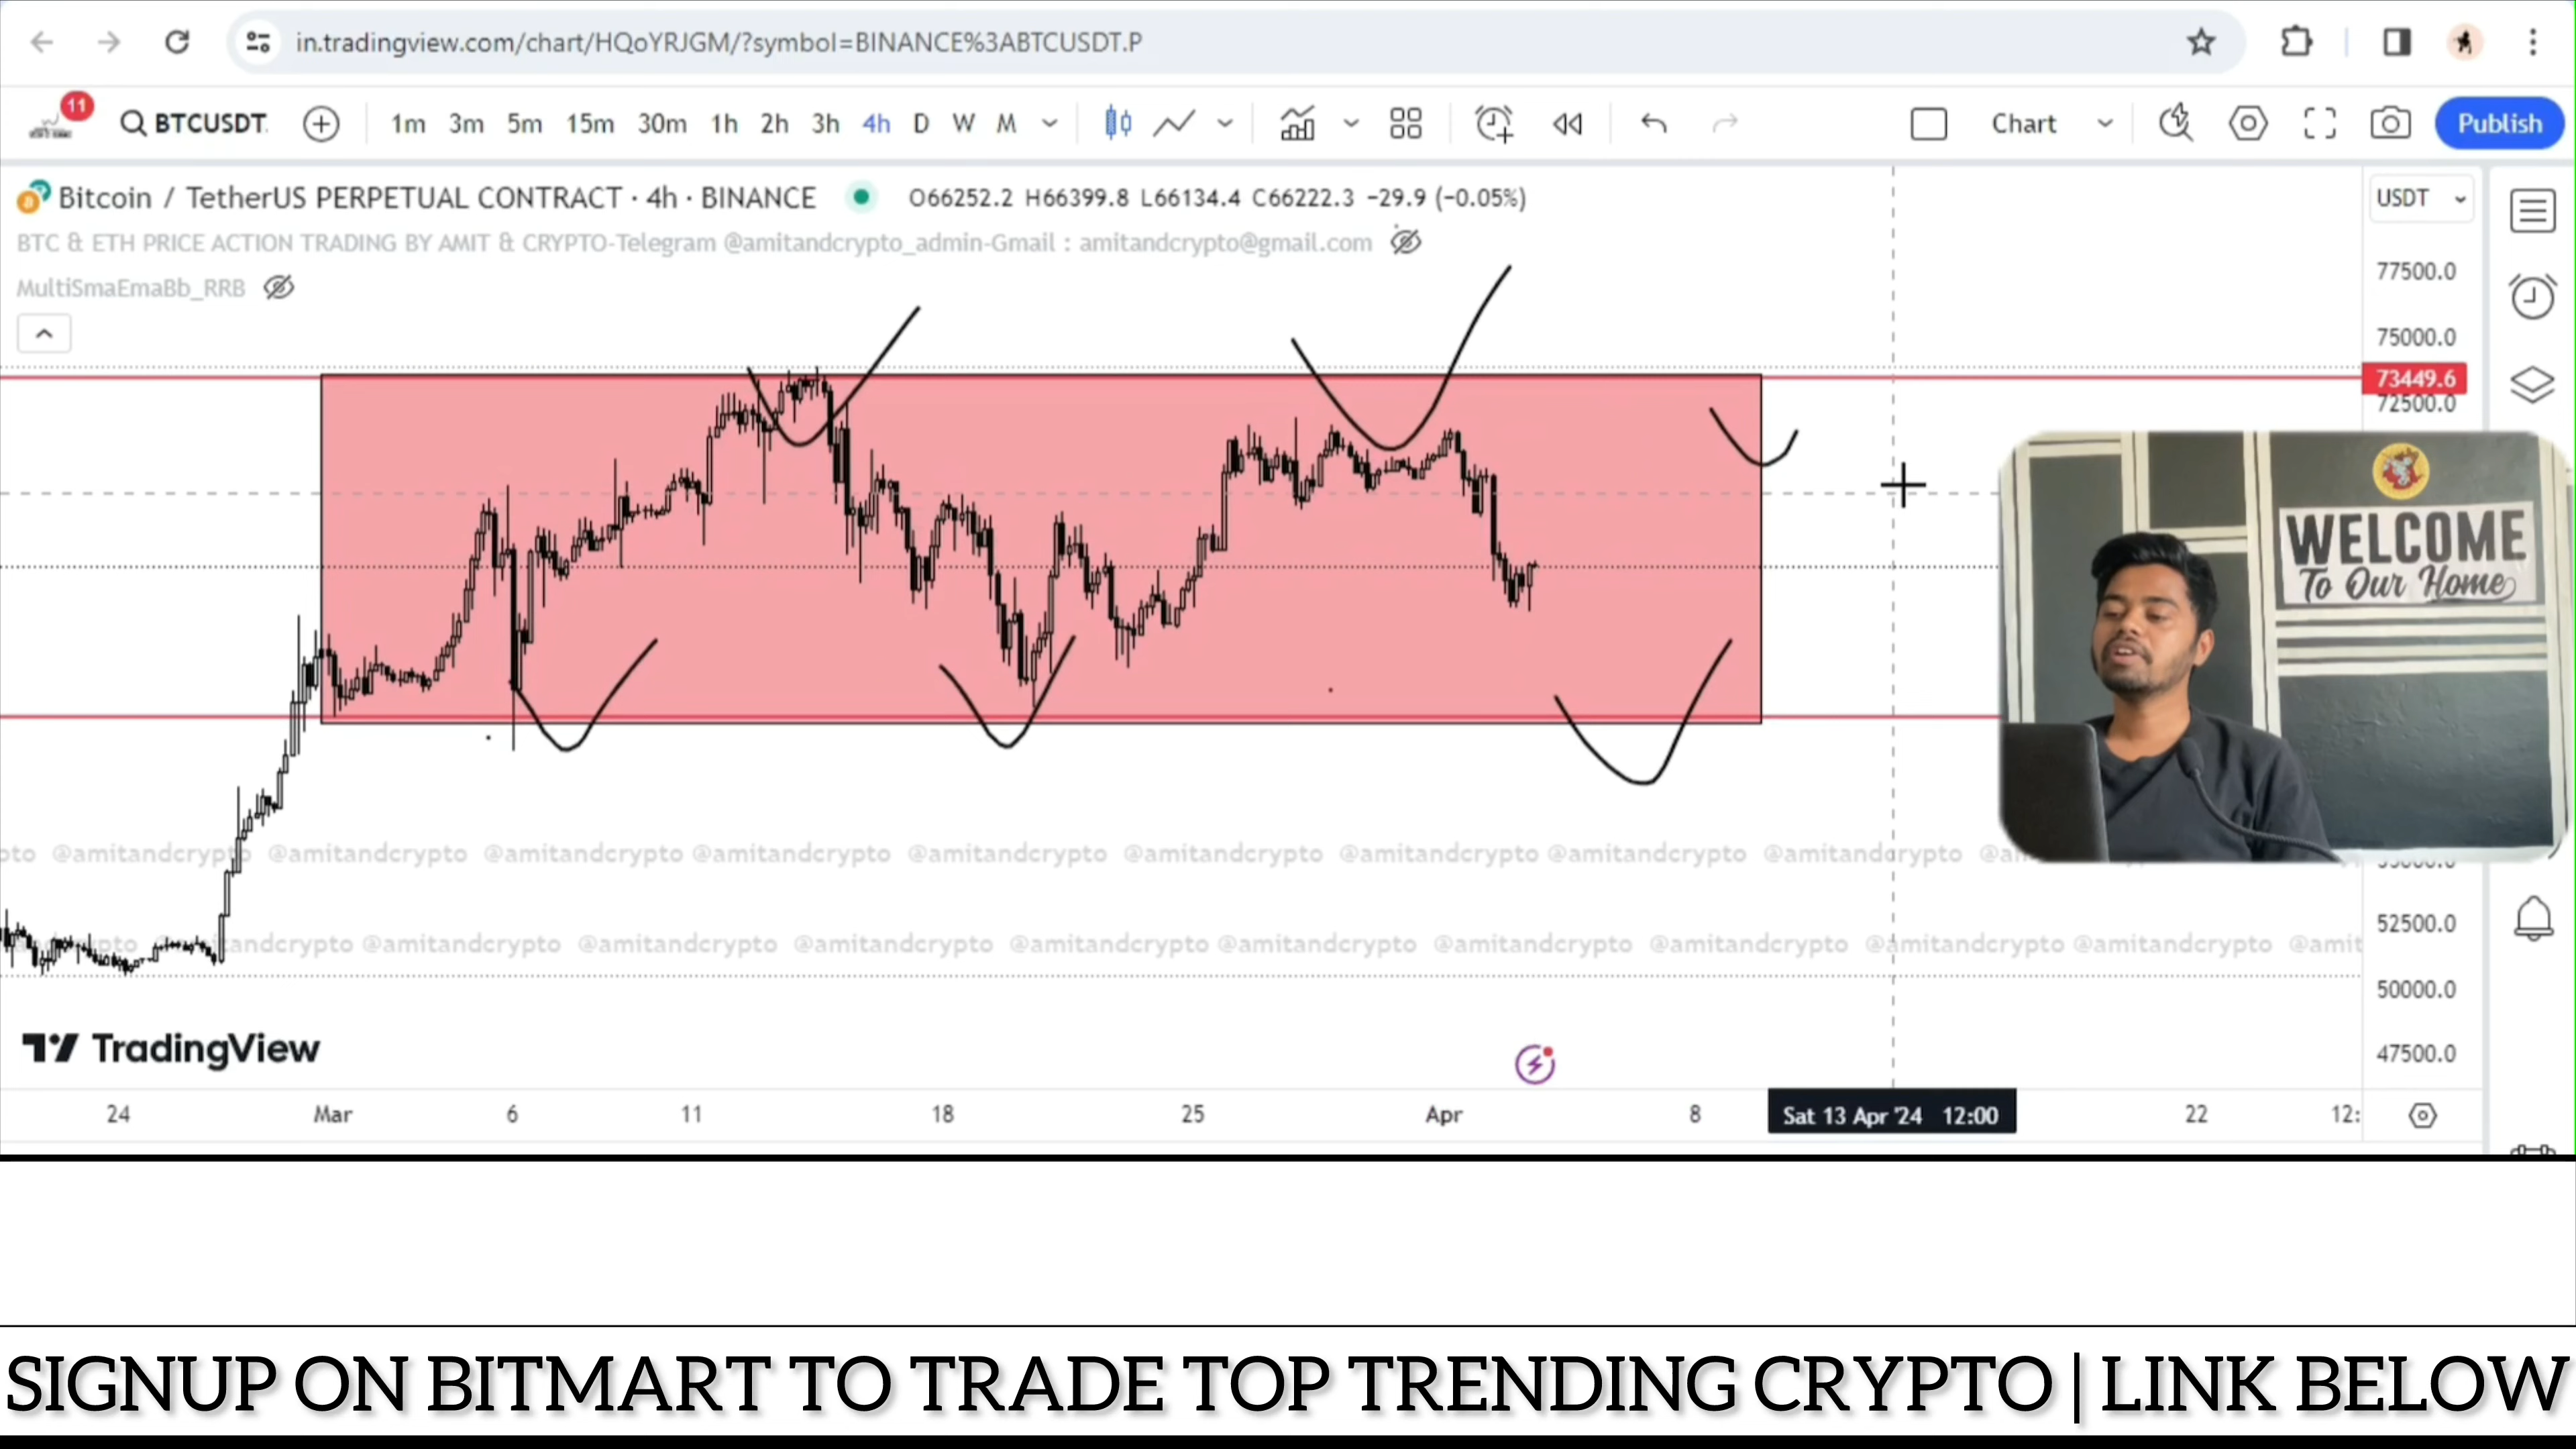 in.tradingview.com/chart/HQoYRJGM/?symbol=BINANCE%3ABTCUSDT.P
11
BTCUSDT 1m 3m 5m 15m 30m 1h 2h 3h 4h D W M Chart Publish
Bitcoin / TetherUS PERPETUAL CONTRACT · 4h · BINANCE O66252.2 H66399.8 L66134.4 C66222.3 −29.9 (−0.05%) USDT
BTC & ETH PRICE ACTION TRADING BY AMIT & CRYPTO-Telegram @amitandcrypto_admin-Gmail : amitandcrypto@gmail.com
77500.0
MultiSmaEmaBb_RRB
75000.0
73449.6
72500.0
WELCOME
To Our Home
@amitandcrypto @amitandcrypto @amitandcrypto @amitandcrypto @amitandcrypto @amitandcrypto @amitandcrypto @amitandcrypto @amitandcrypto
52500.0
@amitandcrypto @amitandcrypto @amitandcrypto @amitandcrypto @amitandcrypto @amitandcrypto @amitandcrypto @amitandcrypto @amitandcrypto @amit
50000.0
TradingView
47500.0
24 Mar 6 11 18 25 Apr 8 Sat 13 Apr '24 12:00 22 12:
SIGNUP ON BITMART TO TRADE TOP TRENDING CRYPTO | LINK BELOW